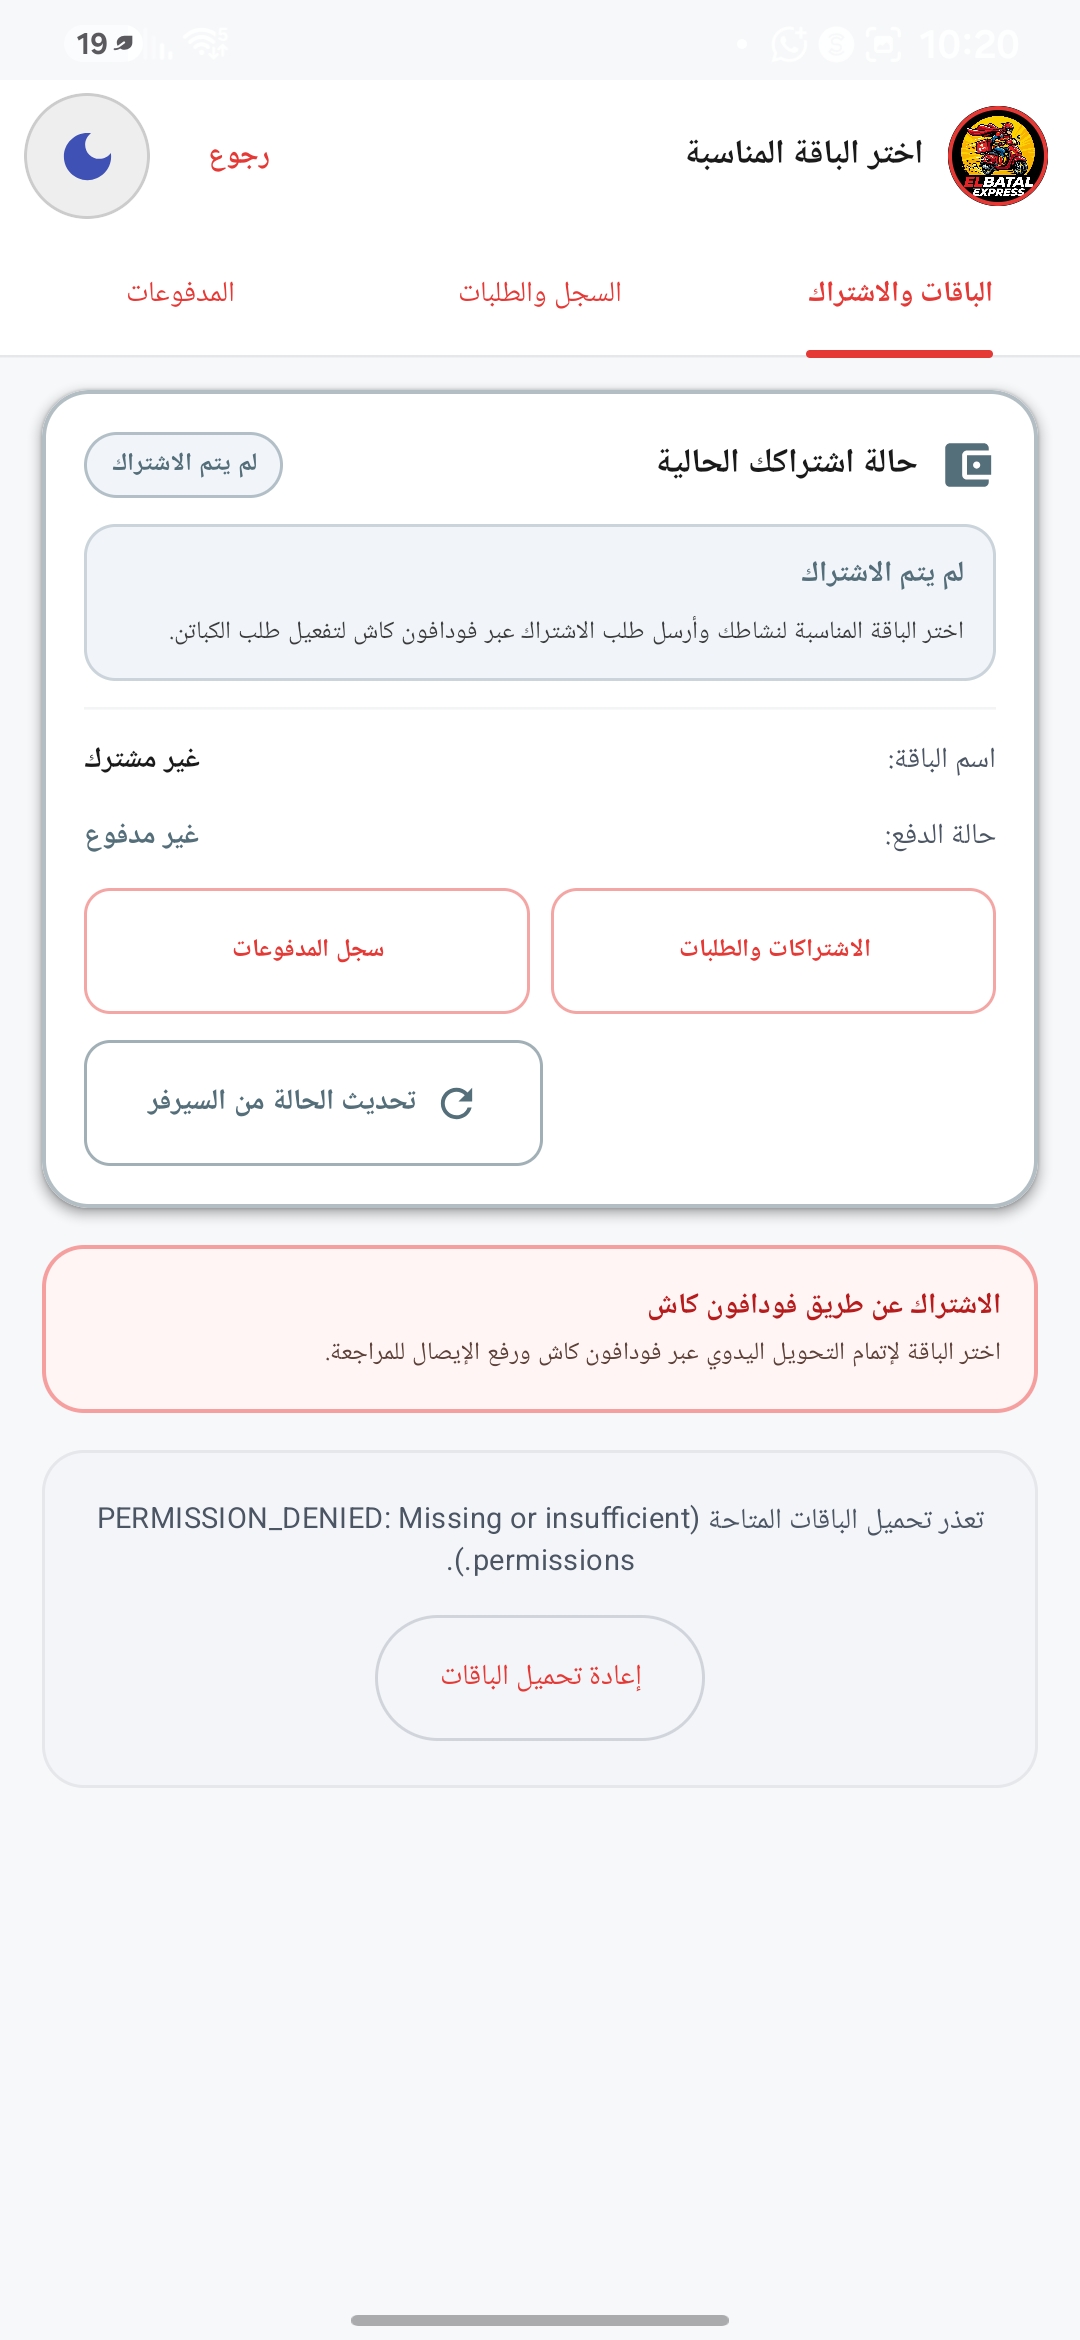 19
10:20
اختر الباقة المناسبة
ELBATAL
EXPRESS
رجوع
الباقات والاشتراك
السجل والطلبات
المدفوعات
حالة اشتراكك الحالية
لم يتم الاشتراك
لم يتم الاشتراك
اختر الباقة المناسبة لنشاطك وأرسل طلب الاشتراك عبر فودافون كاش لتفعيل طلب الكباتن.
اسم الباقة:
غير مشترك
حالة الدفع:
غير مدفوع
الاشتراكات والطلبات
سجل المدفوعات
تحديث الحالة من السيرفر
الاشتراك عن طريق فودافون كاش
اختر الباقة لإتمام التحويل اليدوي عبر فودافون كاش ورفع الإيصال للمراجعة.
تعذر تحميل الباقات المتاحة (PERMISSION_DENIED: Missing or insufficient
permissions.).
إعادة تحميل الباقات